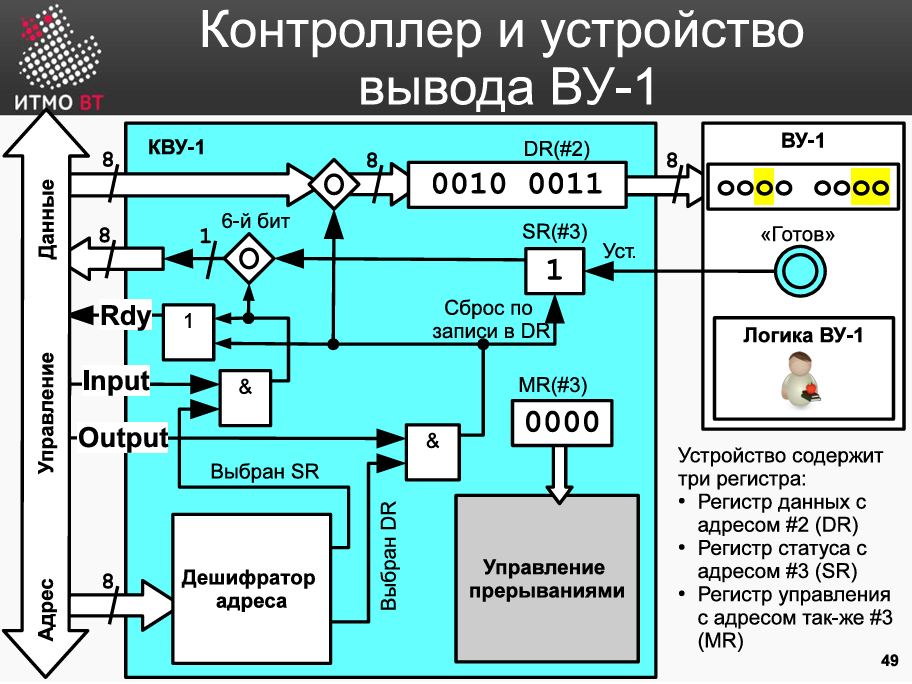 Контроллер и устройство
вывода ВУ-1
ИТМО ВТ
КВУ-1
DR(#2)
ВУ-1
8
8
8
0010 0011
Данные
6-й бит
8
1
SR(#3)
Уст.
«Готов»
1
Rdy
1
Сброс по
записи в DR
Логика ВУ-1
Управление
Input
&
MR(#3)
0000
Output
&
Выбран SR
Выбран DR
Устройство содержит
три регистра:
• Регистр данных с
адресом #2 (DR)
• Регистр статуса с
адресом #3 (SR)
• Регистр управления
с адресом так-же #3
(MR)
Адрес
8
Дешифратор
адреса
Управление
прерываниями
49